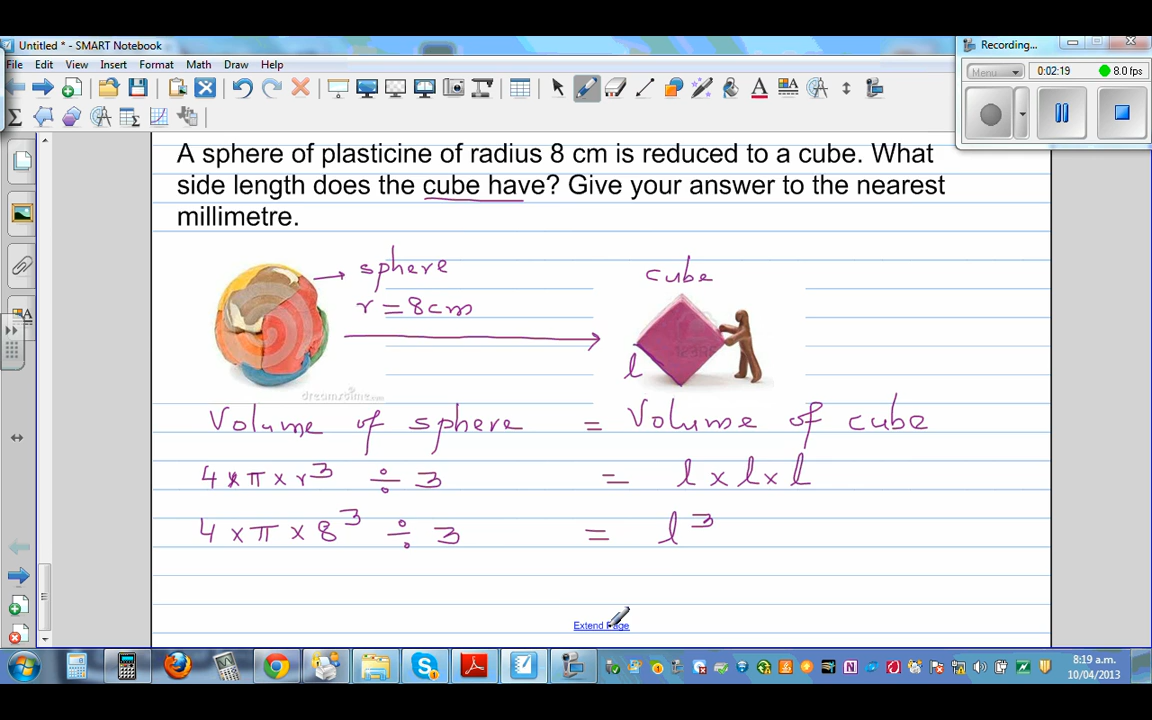 Untitled * - SMART Notebook
Recording...
File Edit View Insert Format Math Draw Help
Menu
0:02:19
8.0 fps
A sphere of plasticine of radius 8 cm is reduced to a cube. What
side length does the cube have? Give your answer to the nearest
millimetre.
sphere
cube
r = 8cm
l
dreamstime
Volume of sphere = Volume of cube
4 × π × r³ ÷ 3 = l × l × l
4 × π × 8³ ÷ 3 = l³
Extend Page
8:19 a.m.
10/04/2013